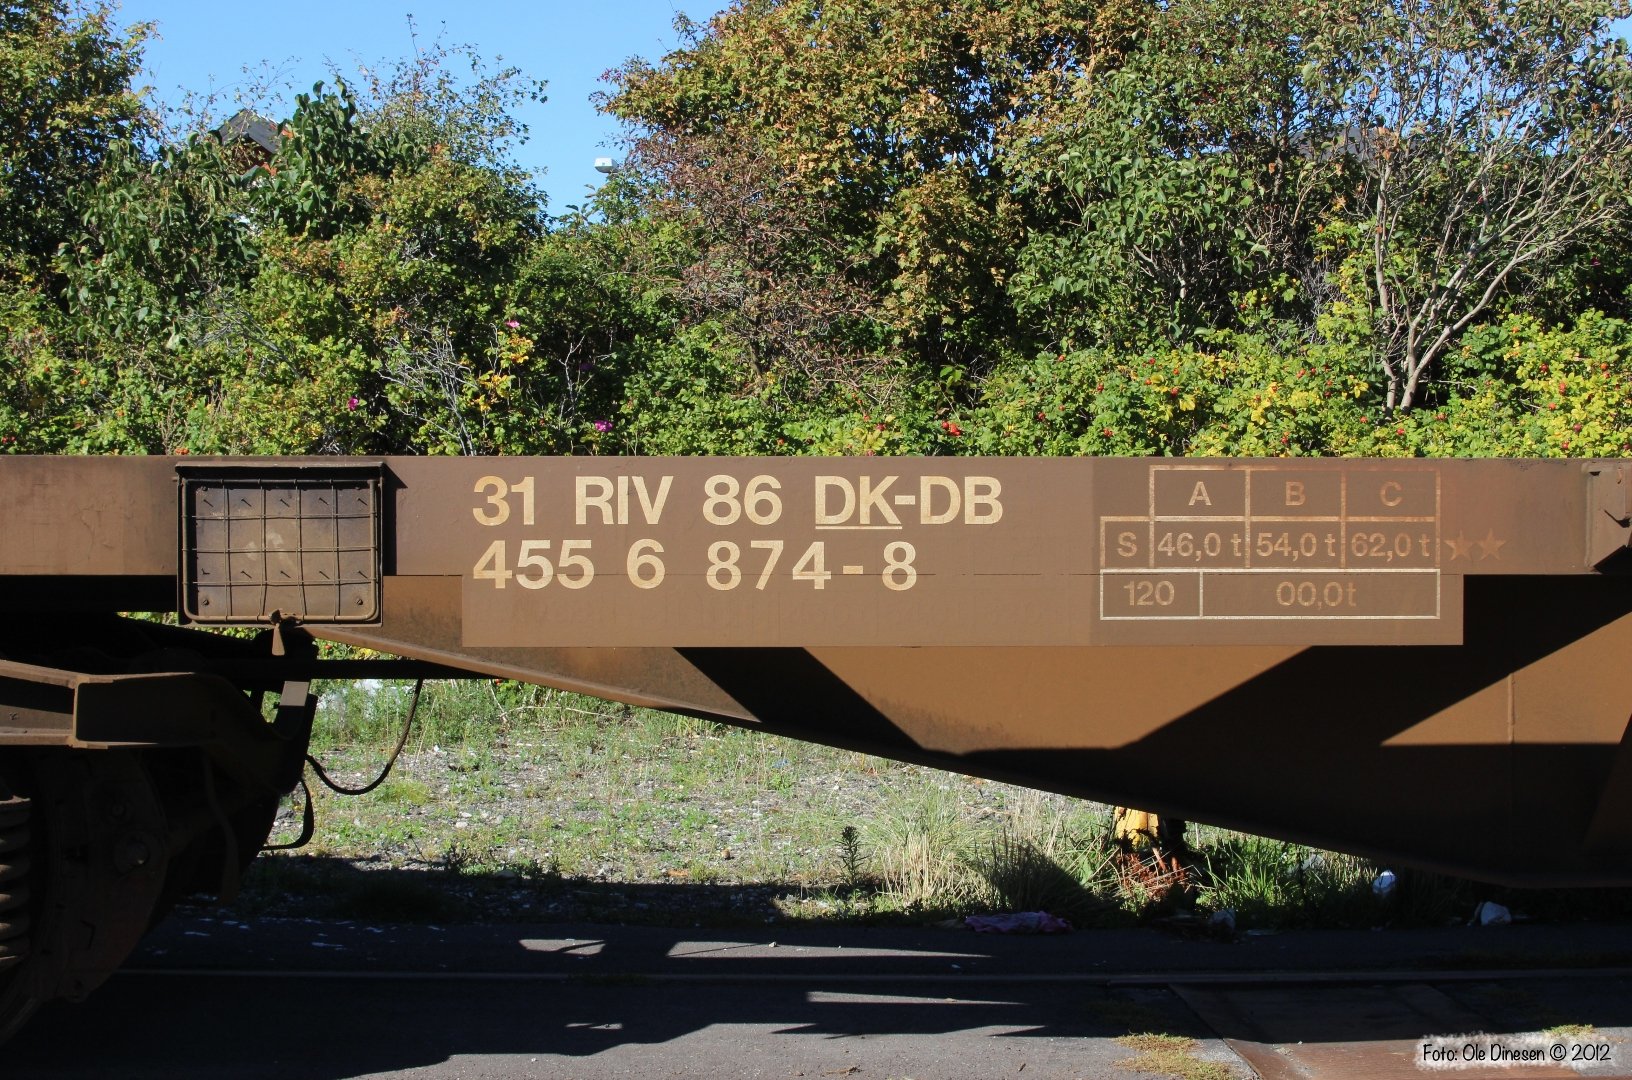 31 RIV 86 DK-DB
455 6 874-8
A B C
S 46,0 t 54,0 t 62,0 t ★★
120 00,0t
Foto: Ole Dinesen © 2012